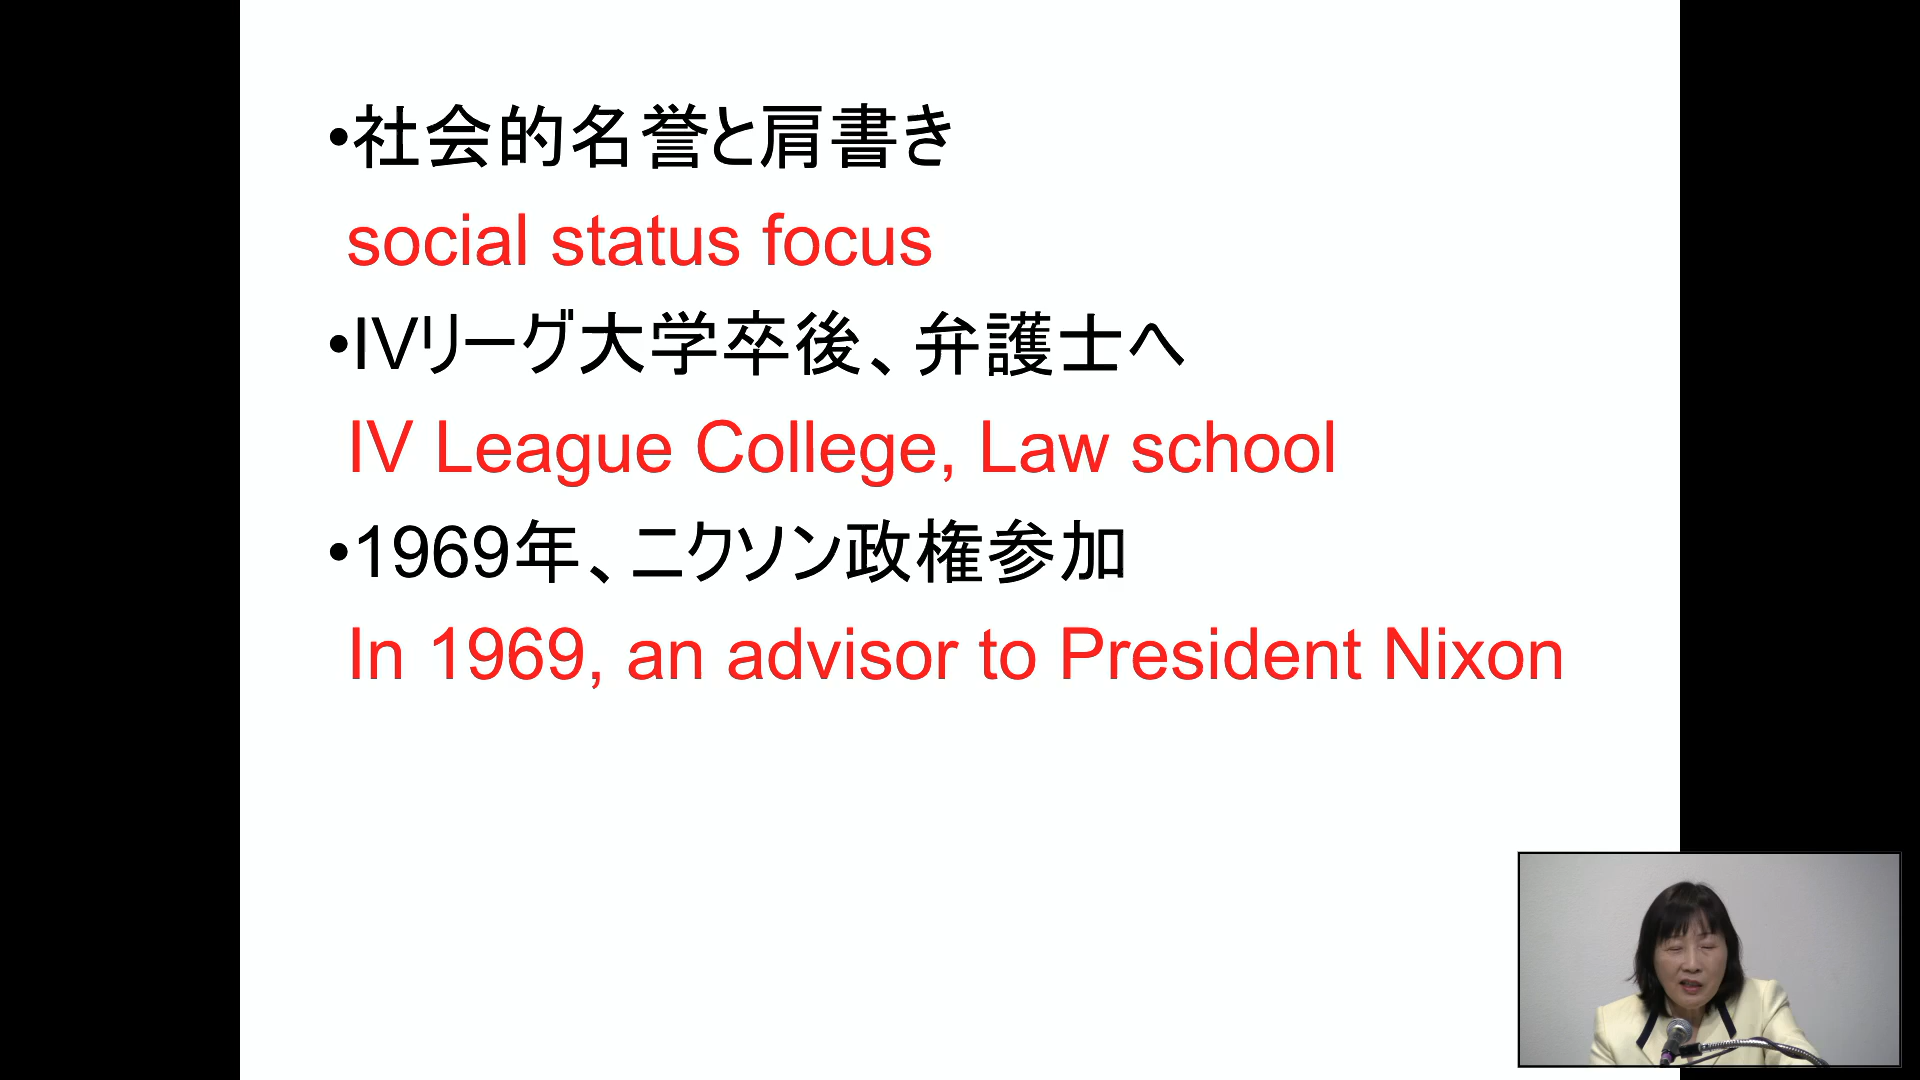 •社会的名誉と肩書き
social status focus
•IVリーグ大学卒後、弁護士へ
IV League College, Law school
•1969年、ニクソン政権参加
In 1969, an advisor to President Nixon